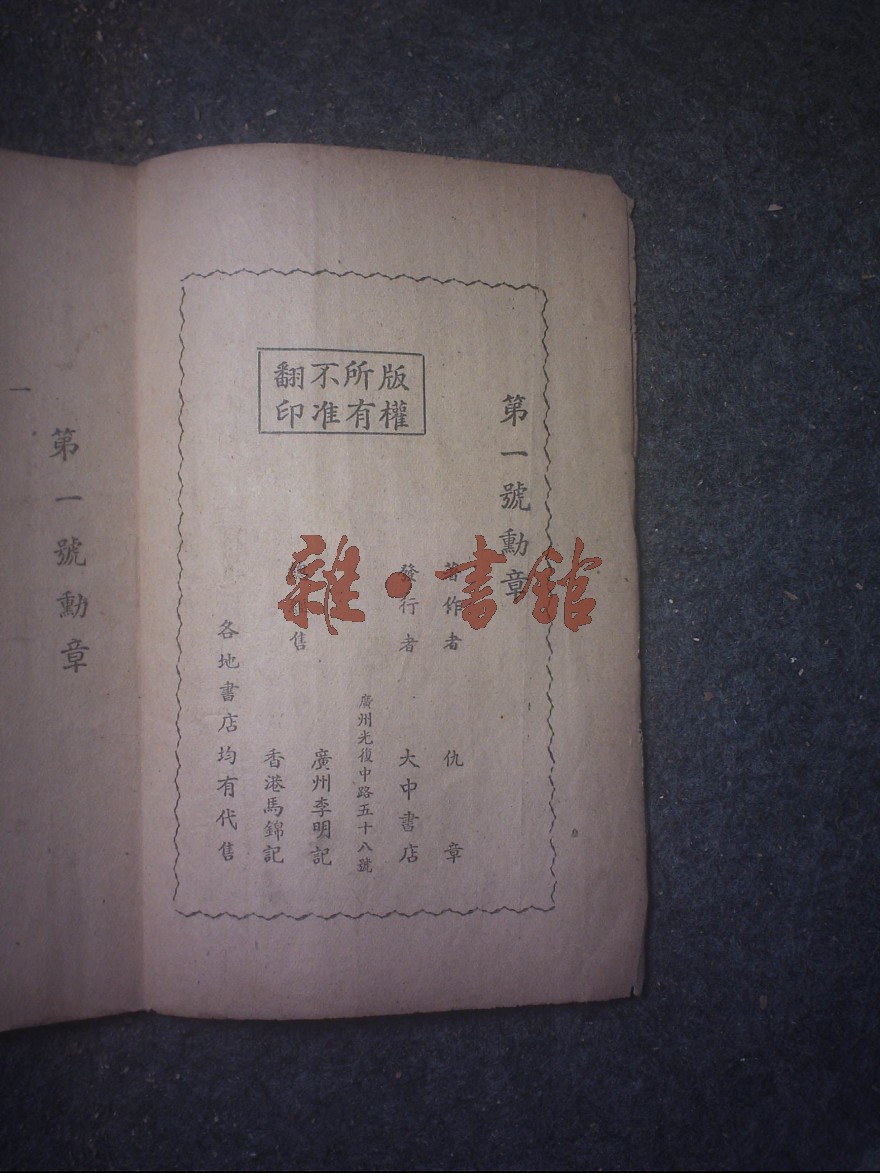 第一號勳章
版權所有不准翻印
著作者 仇章
發行者 大中書店
廣州光復中路五十八號
售 廣州李明記
香港馬錦記
各地書店均有代售
一
第一號勳章
雜·書館